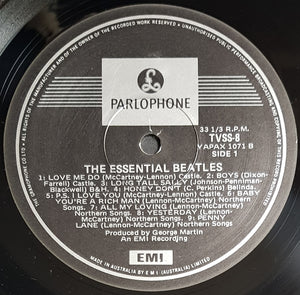 PARLOPHONE
33 1/3 R.P.M.
TVSS-8
YAPAX 1071 B
SIDE 1
THE ESSENTIAL BEATLES
1: LOVE ME DO (McCartney-Lennon) Castle. 2: BOYS (Dixon-
Farrell) Castle. 3: LONG TALL SALLY (Johnson-Penniman-
Blackwell) B&H. 4: HONEY DON'T (C. Perkins) Belinda.
5: P.S. I LOVE YOU (McCartney-Lennon) Castle. 6: BABY
YOU'RE A RICH MAN (Lennon-McCartney) Northern
Songs. 7: ALL MY LOVING (Lennon-McCartney)
Northern Songs. 8: YESTERDAY (Lennon-McCartney)
Northern Songs. 9: PENNY
LANE (Lennon-McCartney) Northern Songs.
Produced by George Martin
An EMI Recording
EMI
MADE IN AUSTRALIA BY EMI (AUSTRALIA) LIMITED